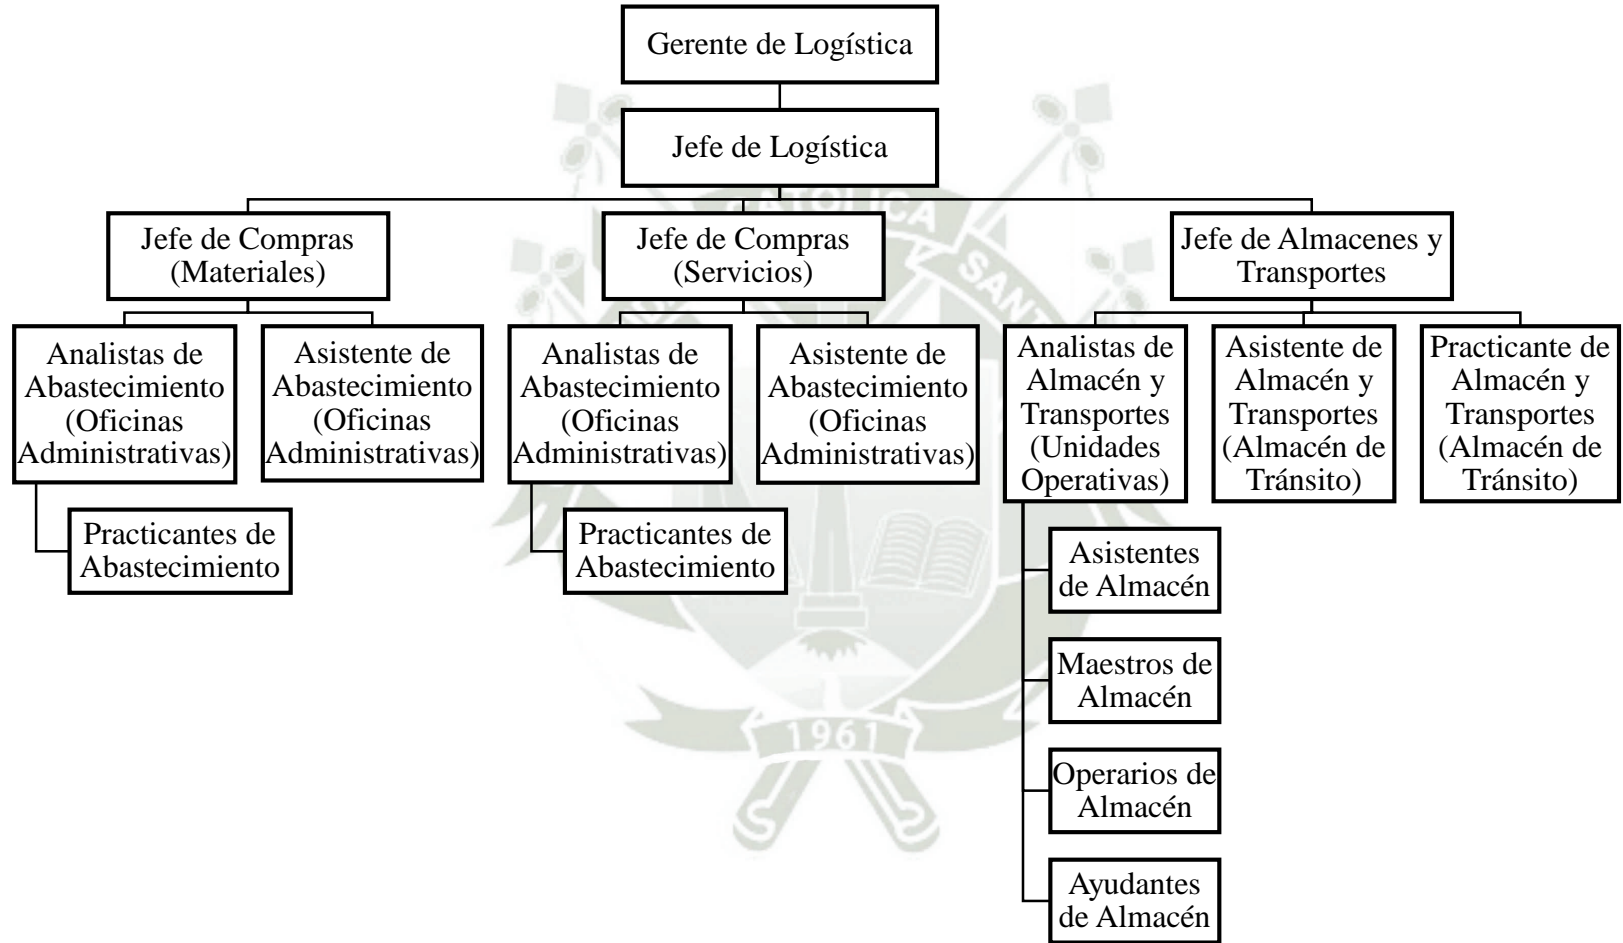 Gerente de Logística
Jefe de Logística
Jefe de Compras
(Materiales)
Jefe de Compras
(Servicios)
Jefe de Almacenes y
Transportes
Analistas de
Abastecimiento
(Oficinas
Administrativas)
Asistente de
Abastecimiento
(Oficinas
Administrativas)
Analistas de
Abastecimiento
(Oficinas
Administrativas)
Asistente de
Abastecimiento
(Oficinas
Administrativas)
Analistas de
Almacén y
Transportes
(Unidades
Operativas)
Asistente de
Almacén y
Transportes
(Almacén de
Tránsito)
Practicante de
Almacén y
Transportes
(Almacén de
Tránsito)
Practicantes de
Abastecimiento
Practicantes de
Abastecimiento
Asistentes
de Almacén
Maestros de
Almacén
Operarios de
Almacén
Ayudantes
de Almacén
1961